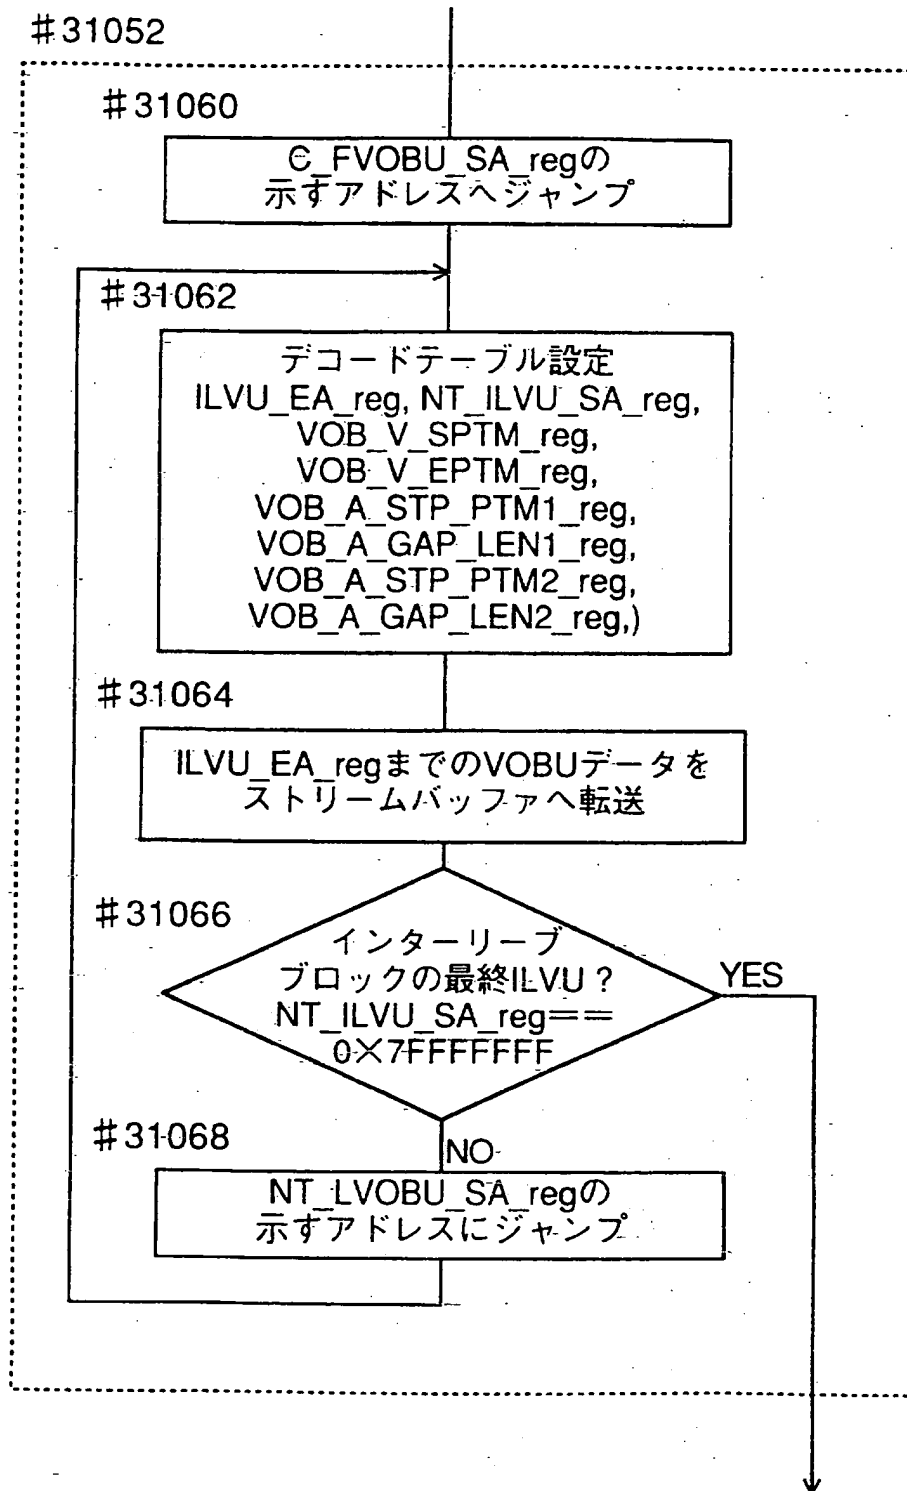 #31052
#31060
C_FVOBU_SA_regの
示すアドレスへジャンプ
#31062
デコードテーブル設定
ILVU_EA_reg, NT_ILVU_SA_reg,
VOB_V_SPTM_reg,
VOB_V_EPTM_reg,
VOB_A_STP_PTM1_reg,
VOB_A_GAP_LEN1_reg,
VOB_A_STP_PTM2_reg,
VOB_A_GAP_LEN2_reg,)
#31064
ILVU_EA_regまでのVOBUデータを
ストリームバッファへ転送
#31066
インターリーブ
ブロックの最終ILVU?
YES
NT_ILVU_SA_reg==
0×7FFFFFFF
#31068
NO
NT_LVOBU_SA_regの
示すアドレスにジャンプ